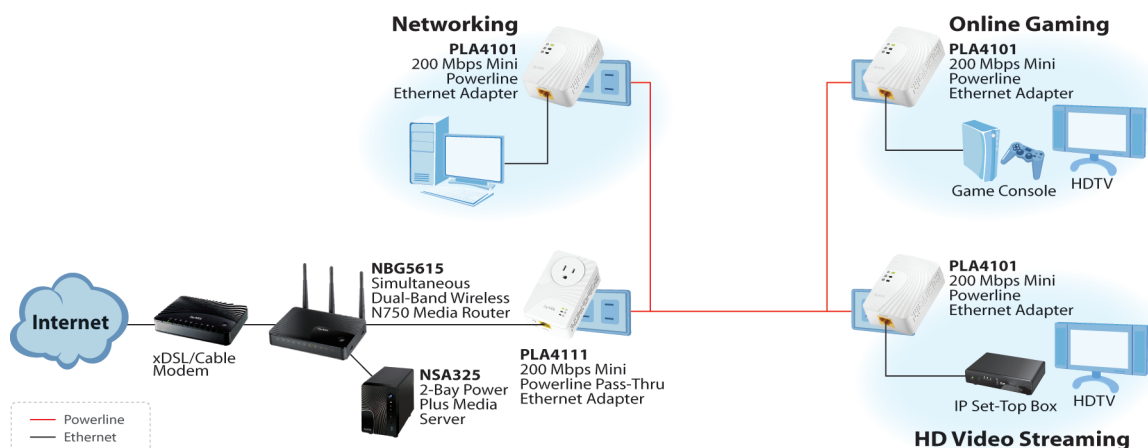 Networking
PLA4101
200 Mbps Mini
Powerline
Ethernet Adapter
Online Gaming
PLA4101
200 Mbps Mini
Powerline
Ethernet Adapter
Game Console
HDTV
Internet
xDSL/Cable
Modem
NBG5615
Simultaneous
Dual-Band Wireless
N750 Media Router
NSA325
2-Bay Power
Plus Media
Server
PLA4111
200 Mbps Mini
Powerline Pass-Thru
Ethernet Adapter
PLA4101
200 Mbps Mini
Powerline
Ethernet Adapter
IP Set-Top Box
HDTV
HD Video Streaming
Powerline
Ethernet